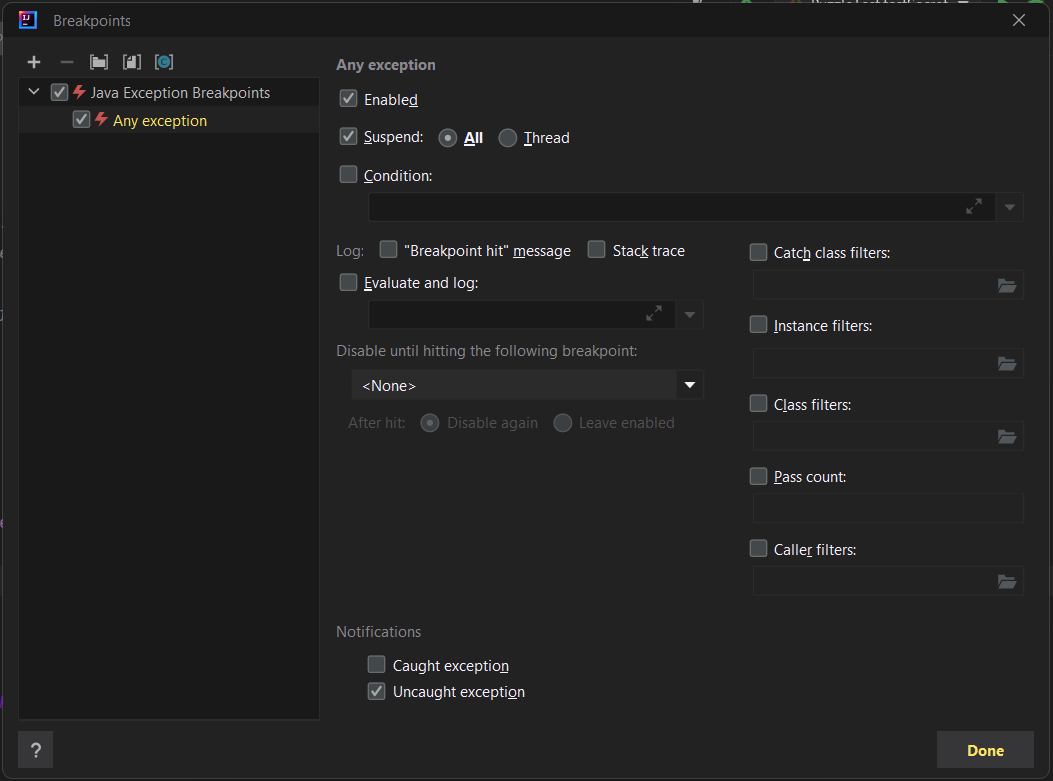 Breakpoints
Java Exception Breakpoints
Any exception
Any exception
Enabled
Suspend: All Thread
Condition:
Log: "Breakpoint hit" message Stack trace
Evaluate and log:
Disable until hitting the following breakpoint:
<None>
After hit: Disable again Leave enabled
Catch class filters:
Instance filters:
Class filters:
Pass count:
Caller filters:
Notifications
Caught exception
Uncaught exception
?
Done